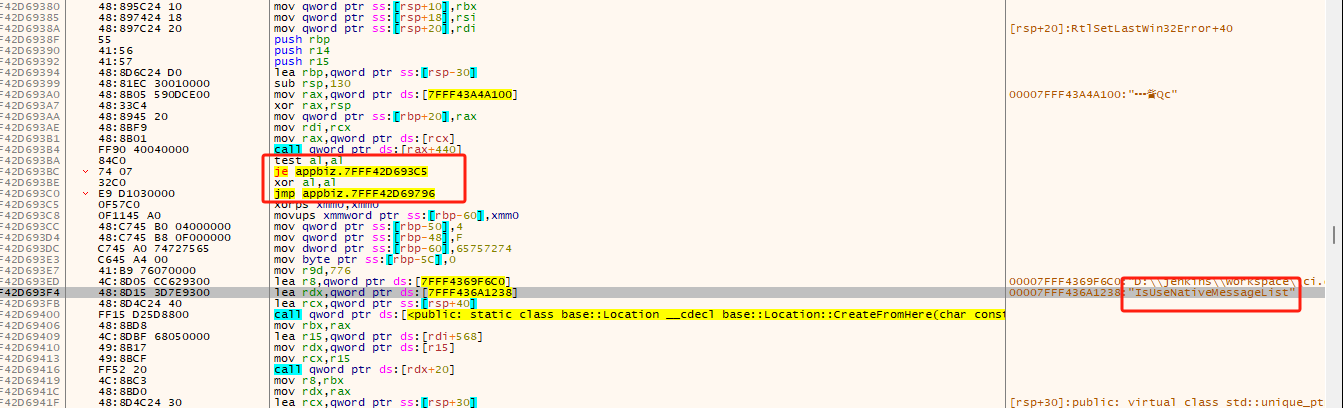 F42D69380 48:895C24 10 mov qword ptr ss:[rsp+10],rbx
F42D69385 48:897424 18 mov qword ptr ss:[rsp+18],rsi
F42D6938A 48:897C24 20 mov qword ptr ss:[rsp+20],rdi [rsp+20]:RtlSetLastWin32Error+40
F42D6938F 55 push rbp
F42D69390 41:56 push r14
F42D69392 41:57 push r15
F42D69394 48:8D6C24 D0 lea rbp,qword ptr ss:[rsp-30]
F42D69399 48:81EC 30010000 sub rsp,130
F42D693A0 48:8B05 590DCE00 mov rax,qword ptr ds:[7FFF43A4A100] 00007FFF43A4A100:
F42D693A7 48:33C4 xor rax,rsp
F42D693AA 48:8945 20 mov qword ptr ss:[rbp+20],rax
F42D693AE 48:8BF9 mov rdi,rcx
F42D693B1 48:8B01 mov rax,qword ptr ds:[rcx]
F42D693B4 FF90 40040000 call qword ptr ds:[rax+440]
F42D693BA 84C0 test al,al
F42D693BC 74 07 je appbiz.7FFF42D693C5
F42D693BE 32C0 xor al,al
F42D693C0 E9 D1030000 jmp appbiz.7FFF42D69796
F42D693C5 0F57C0 xorps xmm0,xmm0
F42D693C8 0F1145 A0 movups xmmword ptr ss:[rbp-60],xmm0
F42D693CC 48:C745 B0 04000000 mov qword ptr ss:[rbp-50],4
F42D693D4 48:C745 B8 0F000000 mov qword ptr ss:[rbp-48],F
F42D693DC C745 A0 74727565 mov dword ptr ss:[rbp-60],65757274
F42D693E3 C645 A4 00 mov byte ptr ss:[rbp-5C],0
F42D693E7 41:B9 76070000 mov r9d,776
F42D693ED 4C:8D05 CC629300 lea r8,qword ptr ds:[7FFF4369F6C0] 00007FFF4369F6C0:"D:\\jenkins\\workspace\\ci.
F42D693F4 48:8D15 3D7E9300 lea rdx,qword ptr ds:[7FFF436A1238] 00007FFF436A1238:"IsUseNativeMessageList"
F42D693FB 48:8D4C24 40 lea rcx,qword ptr ss:[rsp+40]
F42D69400 FF15 D25D8800 call qword ptr ds:[<public: static class base::Location __cdecl base::Location::CreateFromHere(char const
F42D69406 48:8BD8 mov rbx,rax
F42D69409 4C:8DBF 68050000 lea r15,qword ptr ds:[rdi+568]
F42D69410 49:8B17 mov rdx,qword ptr ds:[r15]
F42D69413 49:8BCF mov rcx,r15
F42D69416 FF52 20 call qword ptr ds:[rdx+20]
F42D69419 4C:8BC3 mov r8,rbx
F42D6941C 48:8BD0 mov rdx,rax
F42D6941F 48:8D4C24 30 lea rcx,qword ptr ss:[rsp+30] [rsp+30]:public: virtual class std::unique_pt